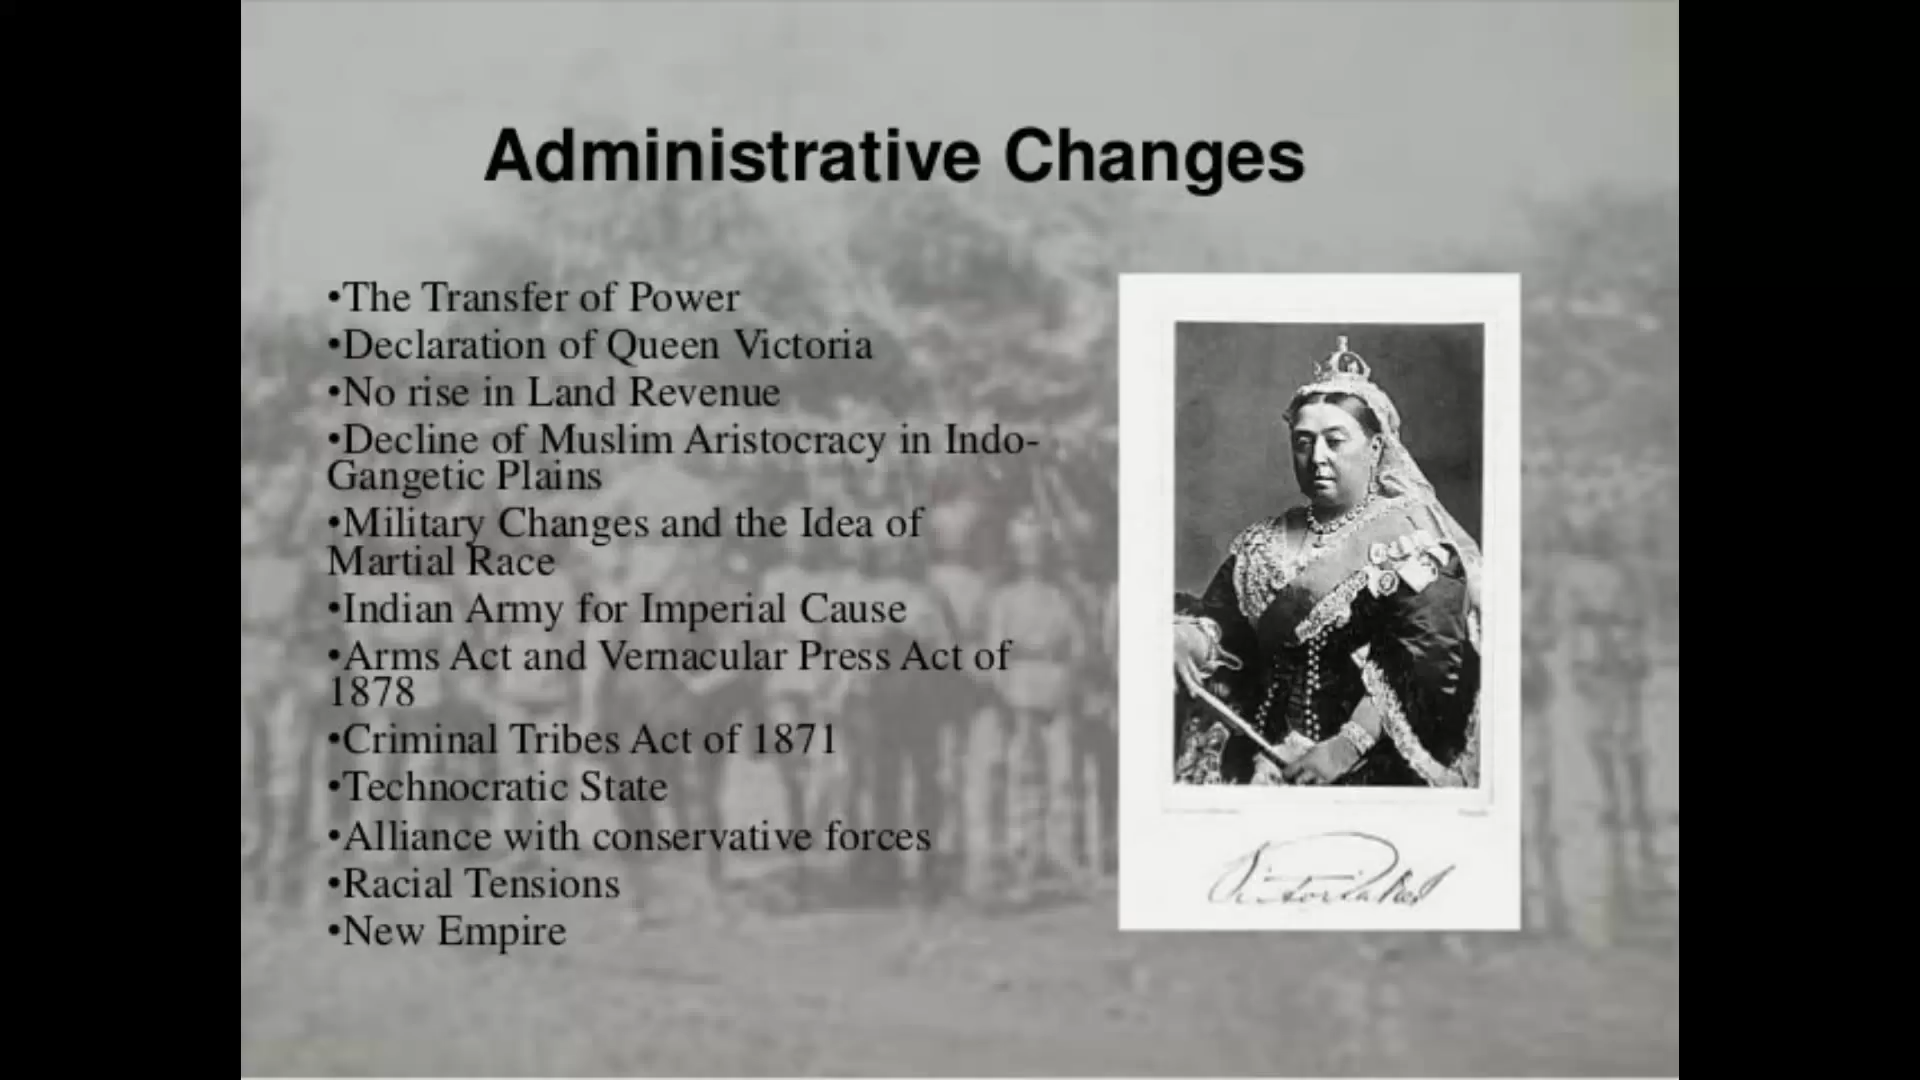 Administrative Changes
•The Transfer of Power
•Declaration of Queen Victoria
•No rise in Land Revenue
•Decline of Muslim Aristocracy in Indo-
Gangetic Plains
•Military Changes and the Idea of
Martial Race
•Indian Army for Imperial Cause
•Arms Act and Vernacular Press Act of
1878
•Criminal Tribes Act of 1871
•Technocratic State
•Alliance with conservative forces
•Racial Tensions
•New Empire